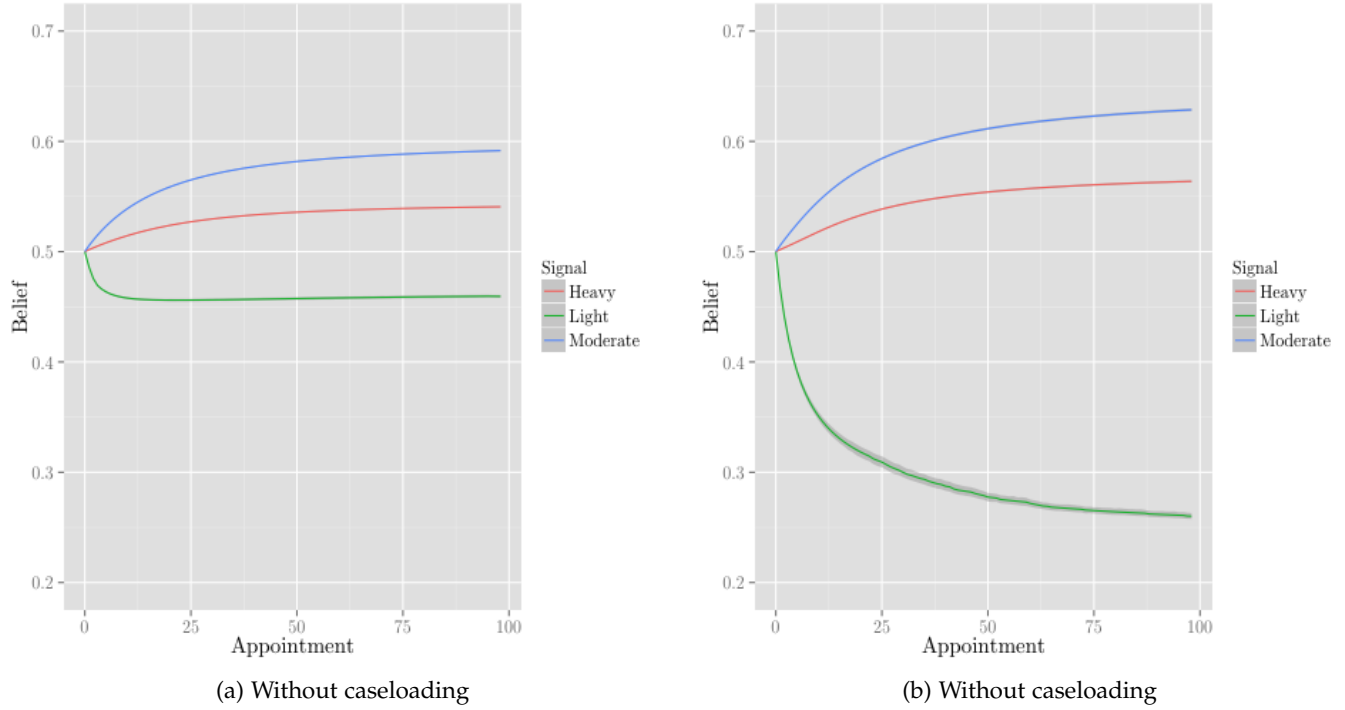 0.7
0.6
0.5
0.4
0.3
0.2
Belief
0
25
50
75
100
Appointment
Signal
Heavy
Light
Moderate
(a) Without caseloading
0.7
0.6
0.5
0.4
0.3
0.2
Belief
0
25
50
75
100
Appointment
Signal
Heavy
Light
Moderate
(b) Without caseloading